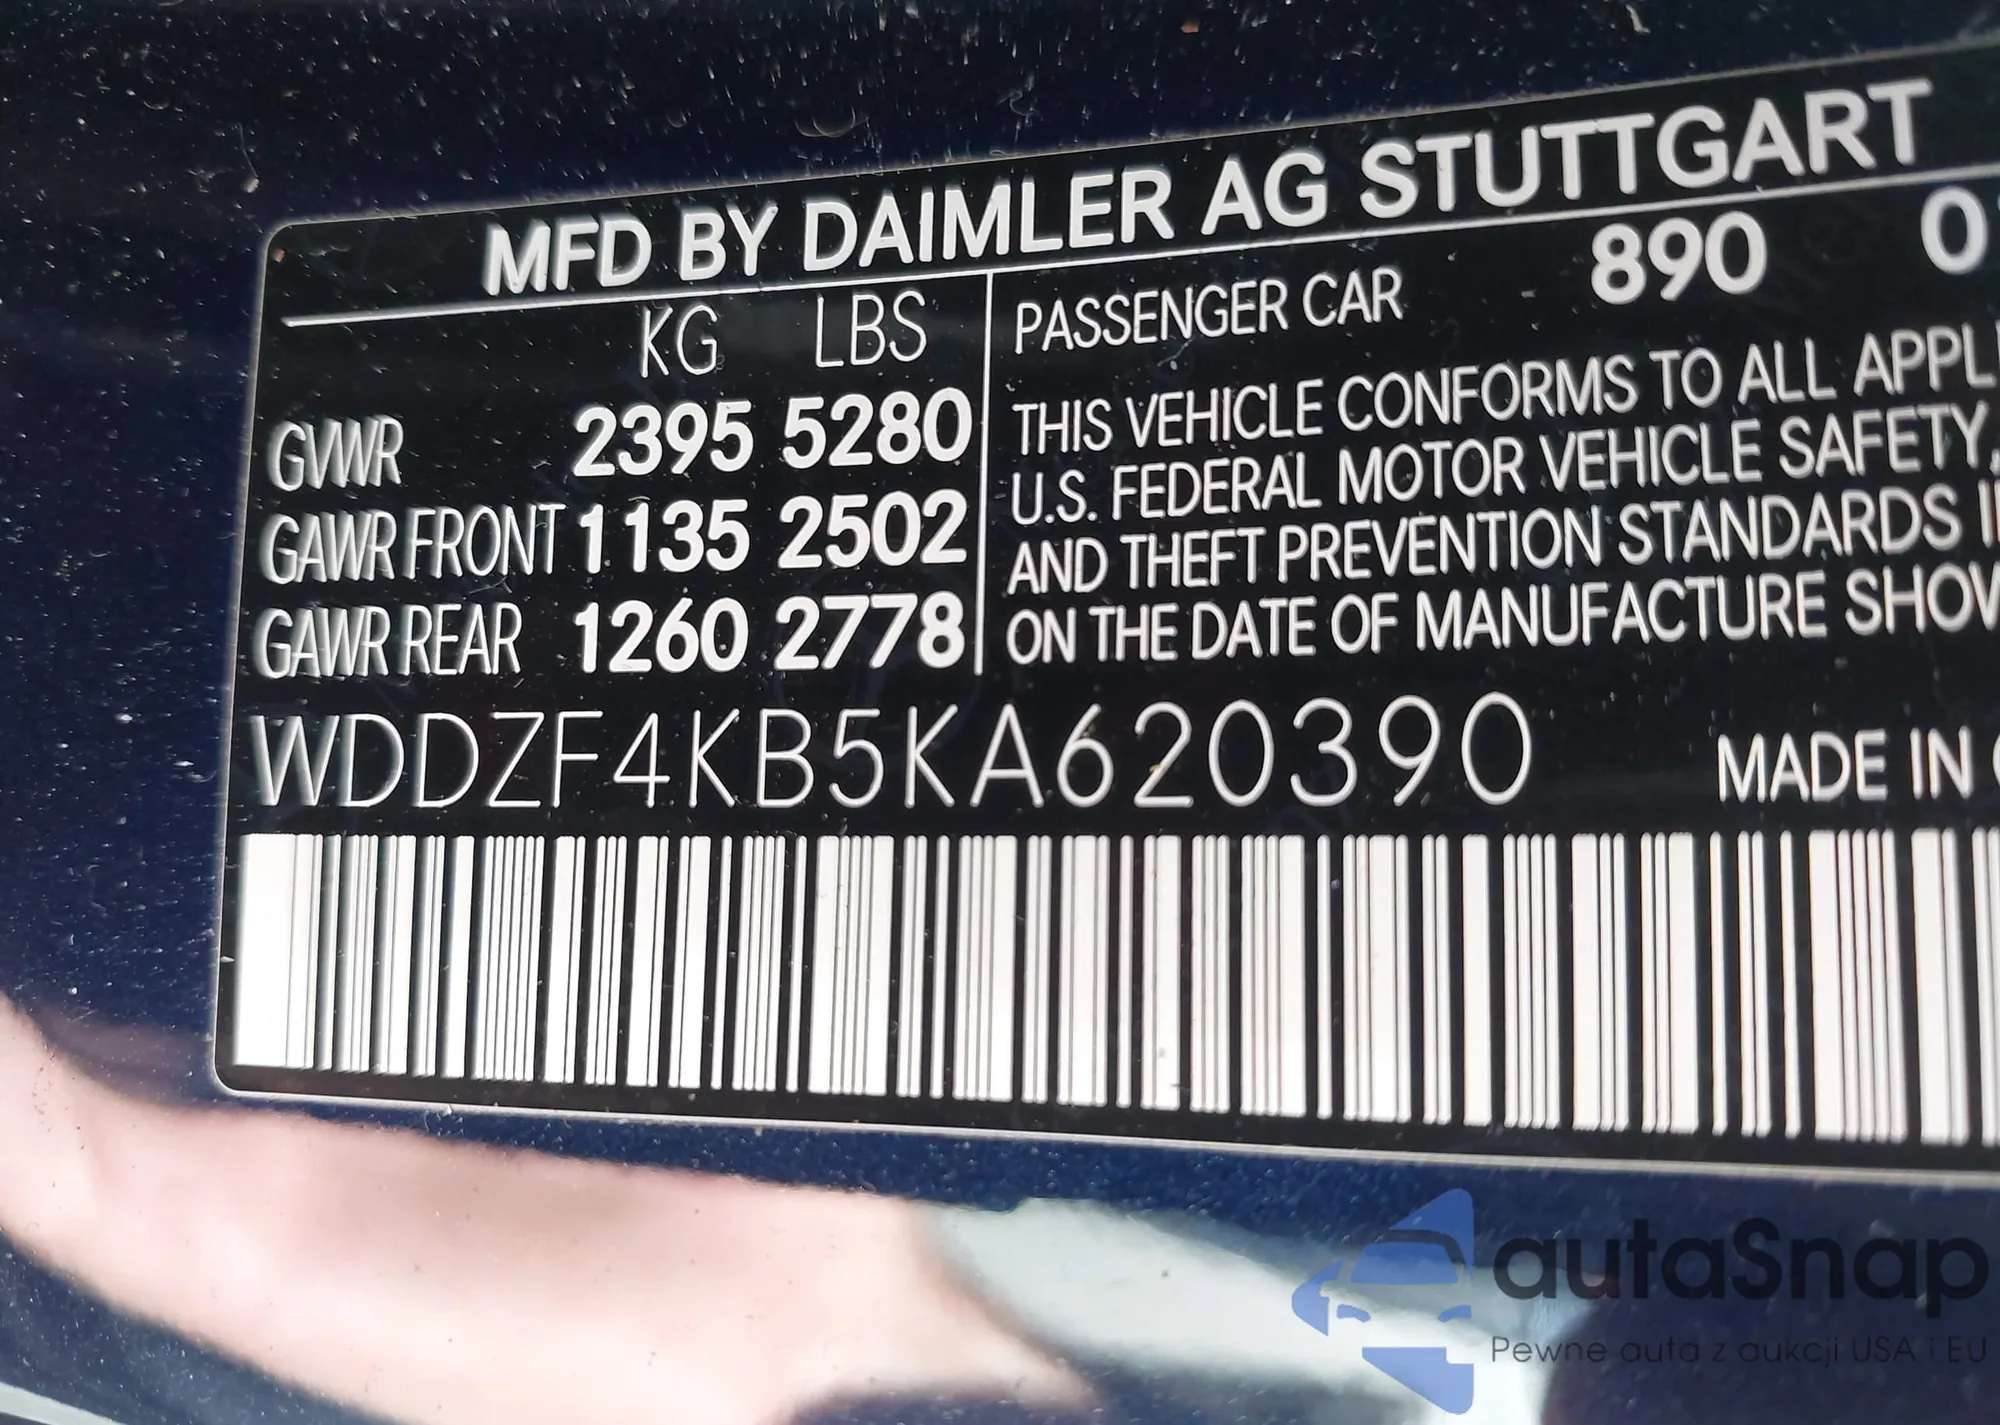 MFD BY DAIMLER AG STUTTGART
KG LBS
GVWR 2395 5280
GAWR FRONT 1135 2502
GAWR REAR 1260 2778
PASSENGER CAR 890
THIS VEHICLE CONFORMS TO ALL
U.S. FEDERAL MOTOR VEHICLE SAFETY,
AND THEFT PREVENTION STANDARDS
ON THE DATE OF MANUFACTURE
WDDZF4KB5KA620390
MADE IN
autaSnap
Pewne auta z aukcji USA i EU